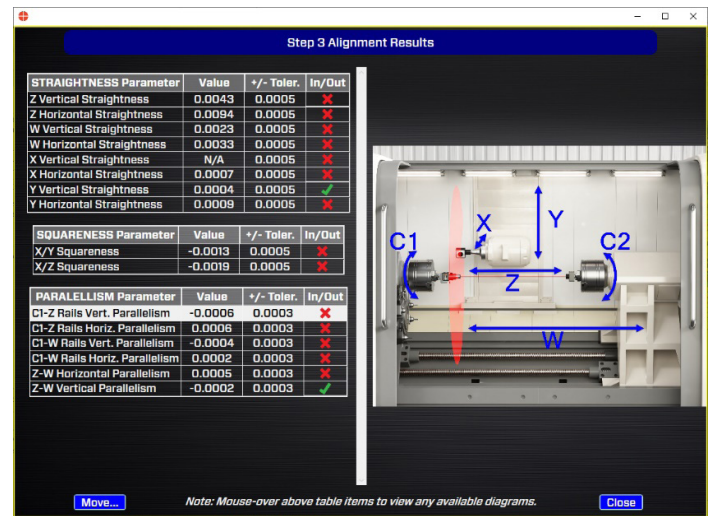 Step 3 Alignment Results
STRAIGHTNESS Parameter Value +/- Toler. In/Out
Z Vertical Straightness 0.0043 0.0005
Z Horizontal Straightness 0.0094 0.0005
W Vertical Straightness 0.0023 0.0005
W Horizontal Straightness 0.0033 0.0005
X Vertical Straightness N/A 0.0005
X Horizontal Straightness 0.0007 0.0005
Y Vertical Straightness 0.0004 0.0005
Y Horizontal Straightness 0.0009 0.0005
SQUARENESS Parameter Value +/- Toler. In/Out
X/Y Squareness -0.0013 0.0005
X/Z Squareness -0.0019 0.0005
PARALELLISM Parameter Value +/- Toler. In/Out
C1-Z Rails Vert. Parallelism -0.0006 0.0003
C1-Z Rails Horiz. Parallelism 0.0006 0.0003
C1-W Rails Vert. Parallelism -0.0004 0.0003
C1-W Rails Horiz. Parallelism 0.0002 0.0003
Z-W Horizontal Parallelism 0.0005 0.0003
Z-W Vertical Parallelism -0.0002 0.0003
C1
X
Y
C2
Z
W
Move...
Note: Mouse-over above table items to view any available diagrams.
Close